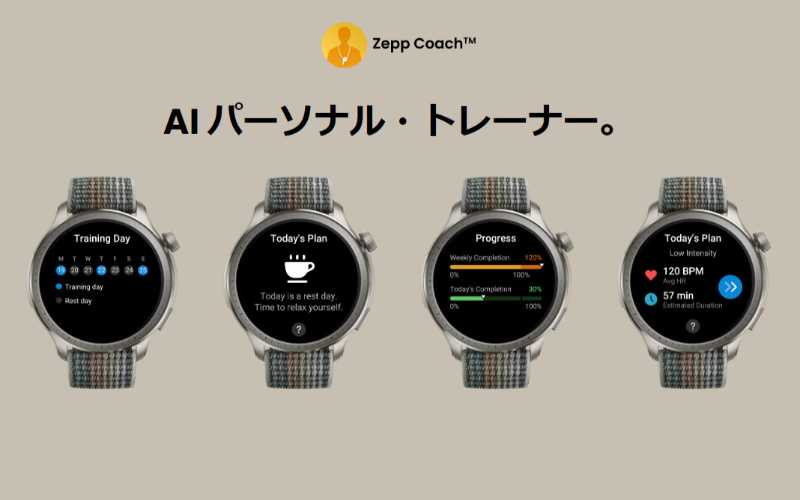 Zepp Coach™
AI パーソナル・トレーナー。
Training Day
M T W T F S S
19 20 21 22 23 24 25
Training day
Rest day
Today's Plan
Today is a rest day.
Time to relax yourself.
?
Progress
Weekly Completion 120%
0% 100%
Today's Completion 30%
0% 100%
Today's Plan
Low Intensity
120 BPM
Avg HR
57 min
Estimated Duration
?